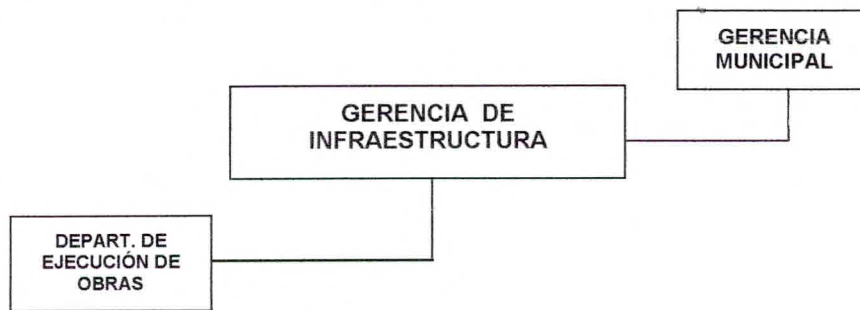 GERENCIA
MUNICIPAL
GERENCIA DE
INFRAESTRUCTURA
DEPART. DE
EJECUCIÓN DE
OBRAS